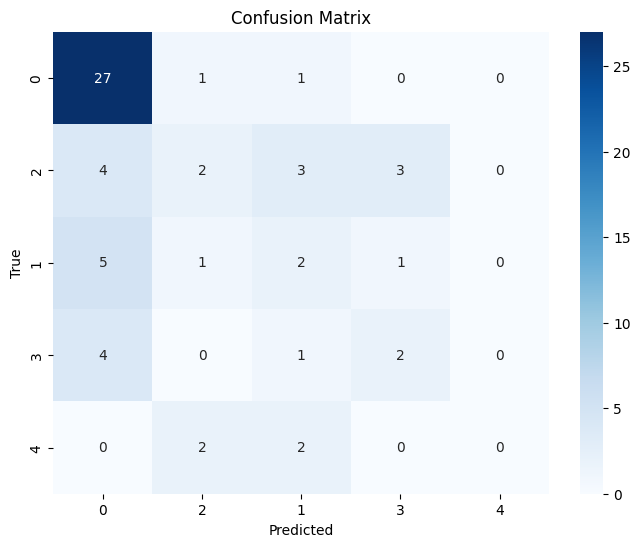 Confusion Matrix
True
0 27 1 1 0 0
2 4 2 3 3 0
1 5 1 2 1 0
3 4 0 1 2 0
4 0 2 2 0 0
0 2 1 3 4
Predicted
25
20
15
10
5
0